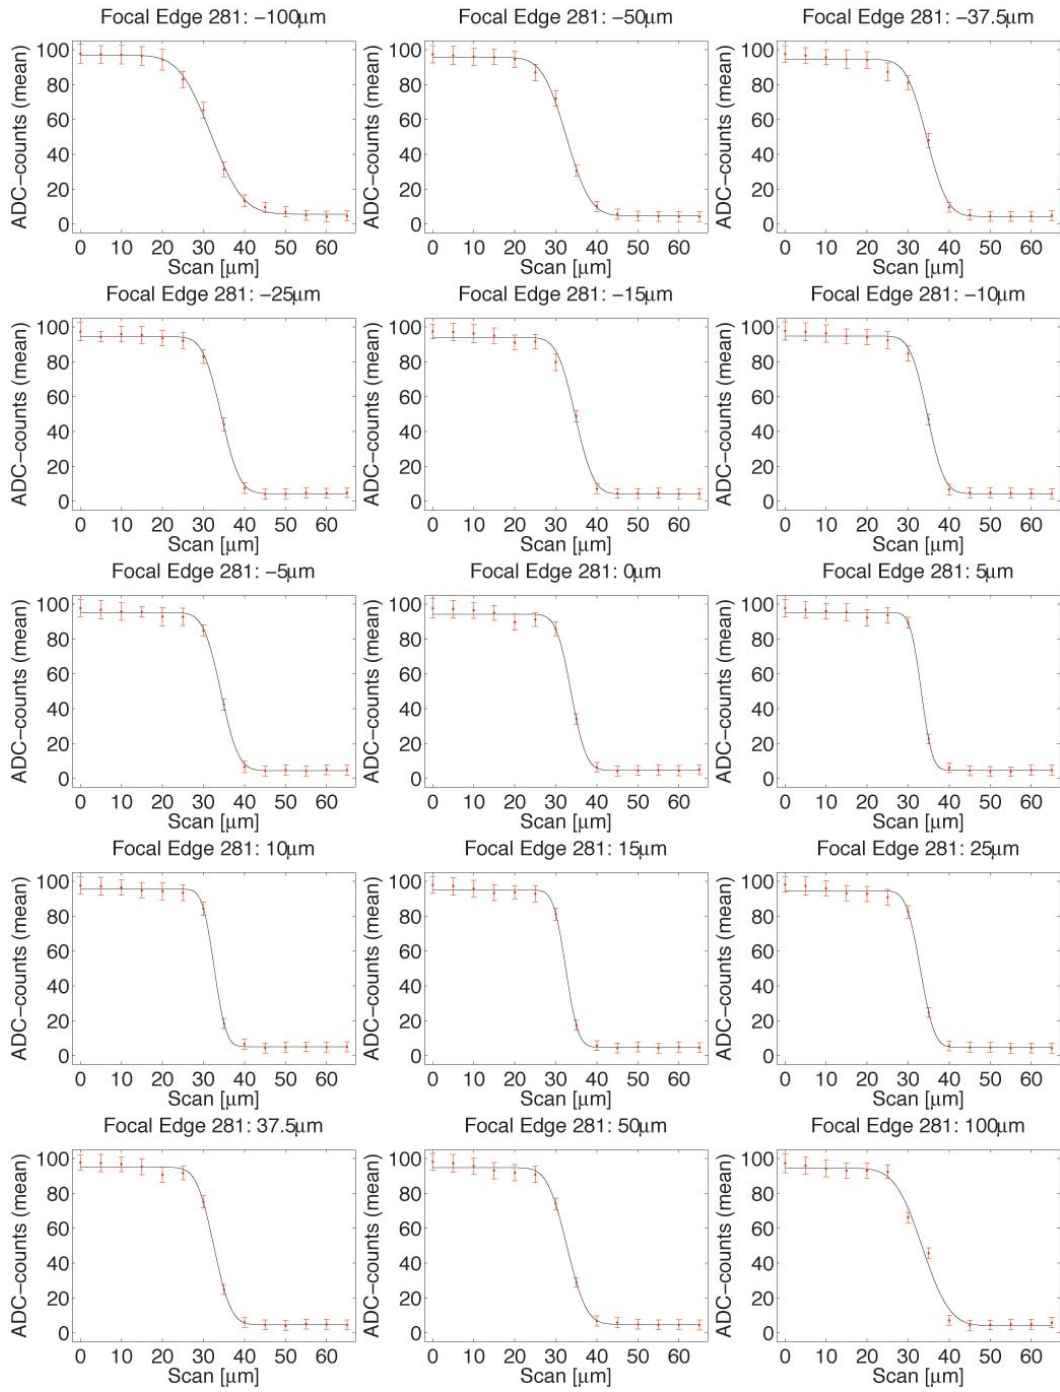 Focal Edge 281: −100μm
Focal Edge 281: −50μm
Focal Edge 281: −37.5μm
ADC−counts (mean)
100
80
60
40
20
0
0 10 20 30 40 50 60
Scan [μm]
ADC−counts (mean)
100
80
60
40
20
0
0 10 20 30 40 50 60
Scan [μm]
ADC−counts (mean)
100
80
60
40
20
0
0 10 20 30 40 50 60
Scan [μm]
Focal Edge 281: −25μm
Focal Edge 281: −15μm
Focal Edge 281: −10μm
ADC−counts (mean)
100
80
60
40
20
0
0 10 20 30 40 50 60
Scan [μm]
ADC−counts (mean)
100
80
60
40
20
0
0 10 20 30 40 50 60
Scan [μm]
ADC−counts (mean)
100
80
60
40
20
0
0 10 20 30 40 50 60
Scan [μm]
Focal Edge 281: −5μm
Focal Edge 281: 0μm
Focal Edge 281: 5μm
ADC−counts (mean)
100
80
60
40
20
0
0 10 20 30 40 50 60
Scan [μm]
ADC−counts (mean)
100
80
60
40
20
0
0 10 20 30 40 50 60
Scan [μm]
ADC−counts (mean)
100
80
60
40
20
0
0 10 20 30 40 50 60
Scan [μm]
Focal Edge 281: 10μm
Focal Edge 281: 15μm
Focal Edge 281: 25μm
ADC−counts (mean)
100
80
60
40
20
0
0 10 20 30 40 50 60
Scan [μm]
ADC−counts (mean)
100
80
60
40
20
0
0 10 20 30 40 50 60
Scan [μm]
ADC−counts (mean)
100
80
60
40
20
0
0 10 20 30 40 50 60
Scan [μm]
Focal Edge 281: 37.5μm
Focal Edge 281: 50μm
Focal Edge 281: 100μm
ADC−counts (mean)
100
80
60
40
20
0
0 10 20 30 40 50 60
Scan [μm]
ADC−counts (mean)
100
80
60
40
20
0
0 10 20 30 40 50 60
Scan [μm]
ADC−counts (mean)
100
80
60
40
20
0
0 10 20 30 40 50 60
Scan [μm]